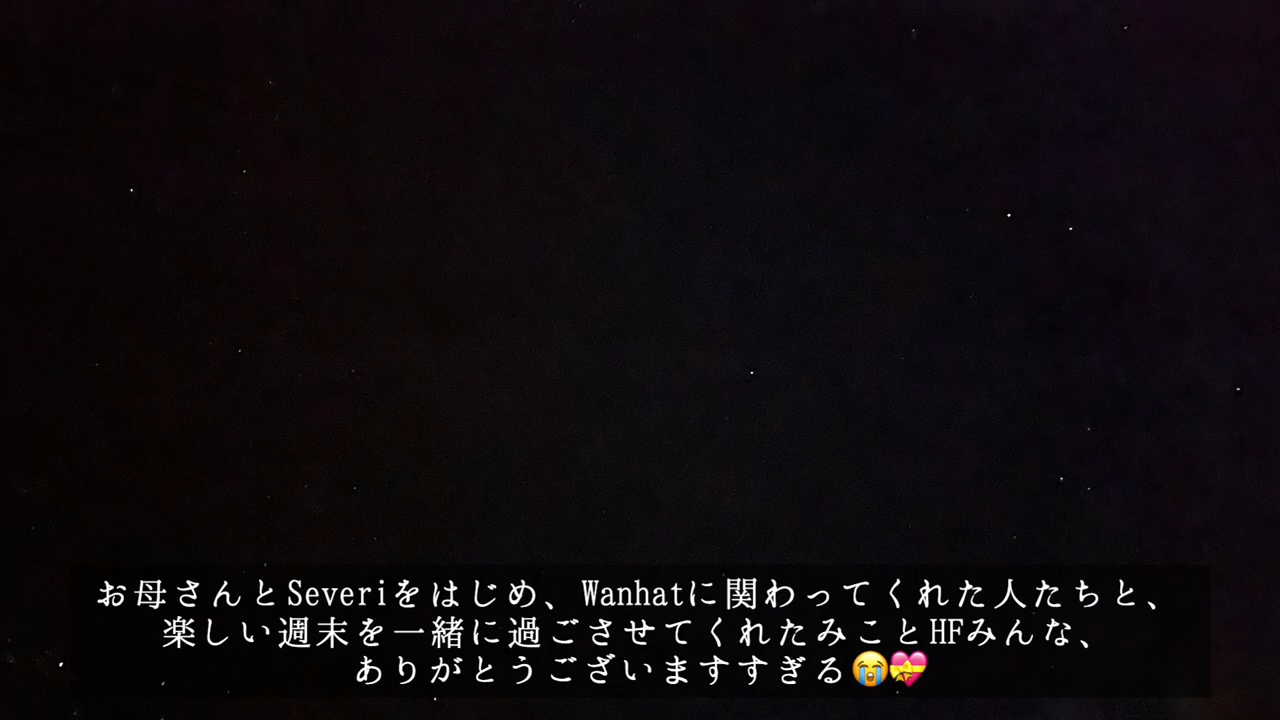 お母さんとSeveriをはじめ、Wanhatに関わってくれた人たちと、
楽しい週末を一緒に過ごさせてくれたみことHFみんな、
ありがとうございますすぎる😭💝